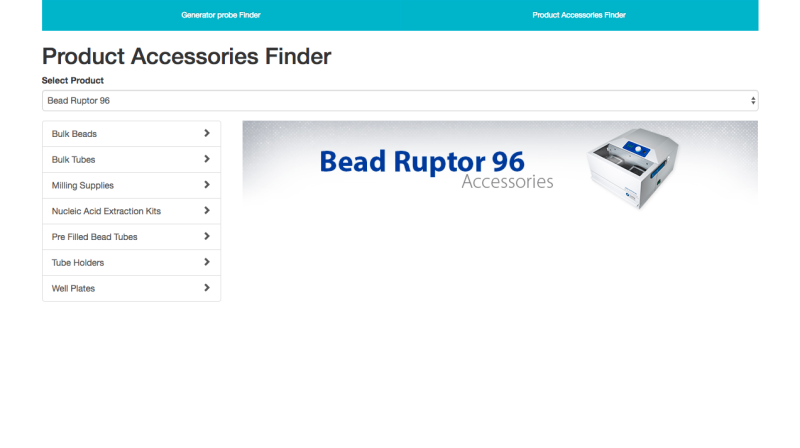 Generator probe Finder
Product Accessories Finder
Product Accessories Finder
Select Product
Bead Ruptor 96
Bulk Beads
Bulk Tubes
Milling Supplies
Nucleic Acid Extraction Kits
Pre Filled Bead Tubes
Tube Holders
Well Plates
Bead Ruptor 96
Accessories